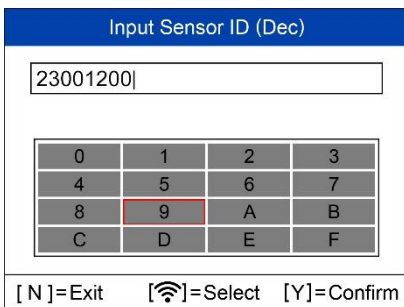 Input Sensor ID (Dec)
23001200
0 1 2 3
4 5 6 7
8 9 A B
C D E F
[ N ]=Exit [ ]=Select [Y]=Confirm